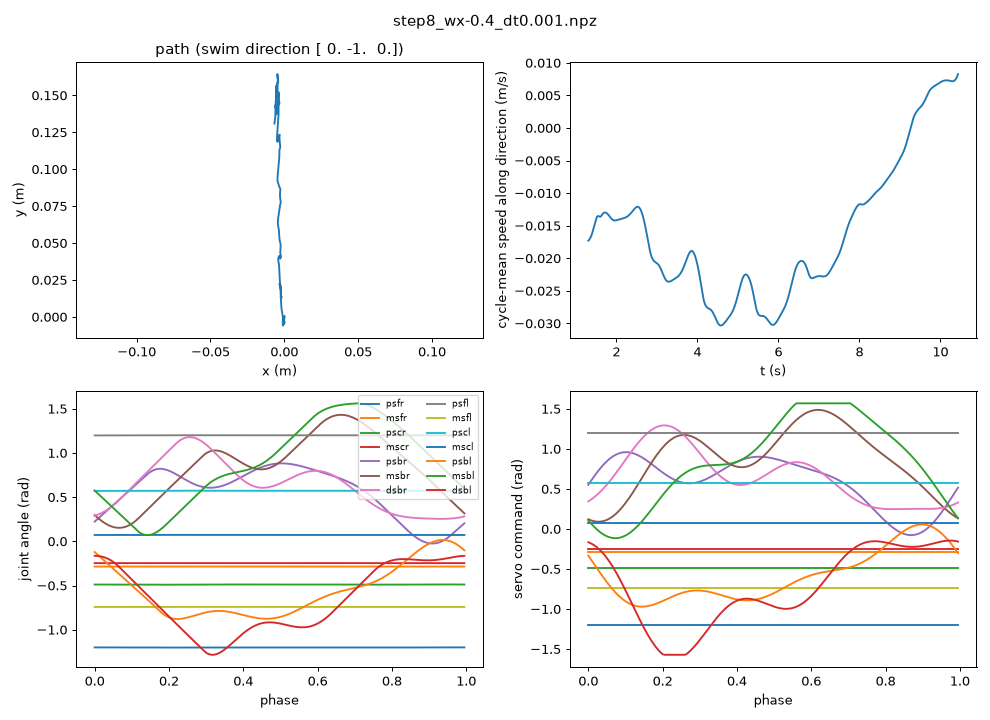 step8_wx-0.4_dt0.001.npz
path (swim direction [ 0. -1.  0.])
0.150
0.125
0.100
0.075
0.050
0.025
0.000
y (m)
−0.10
−0.05
0.00
0.05
0.10
x (m)
0.010
0.005
0.000
−0.005
−0.010
−0.015
−0.020
−0.025
−0.030
cycle-mean speed along direction (m/s)
2
4
6
8
10
t (s)
1.5
1.0
0.5
0.0
−0.5
−1.0
joint angle (rad)
psfr
msfr
pscr
mscr
psbr
msbr
dsbr
psfl
msfl
pscl
mscl
psbl
msbl
dsbl
0.0
0.2
0.4
0.6
0.8
1.0
phase
1.5
1.0
0.5
0.0
−0.5
−1.0
−1.5
servo command (rad)
0.0
0.2
0.4
0.6
0.8
1.0
phase